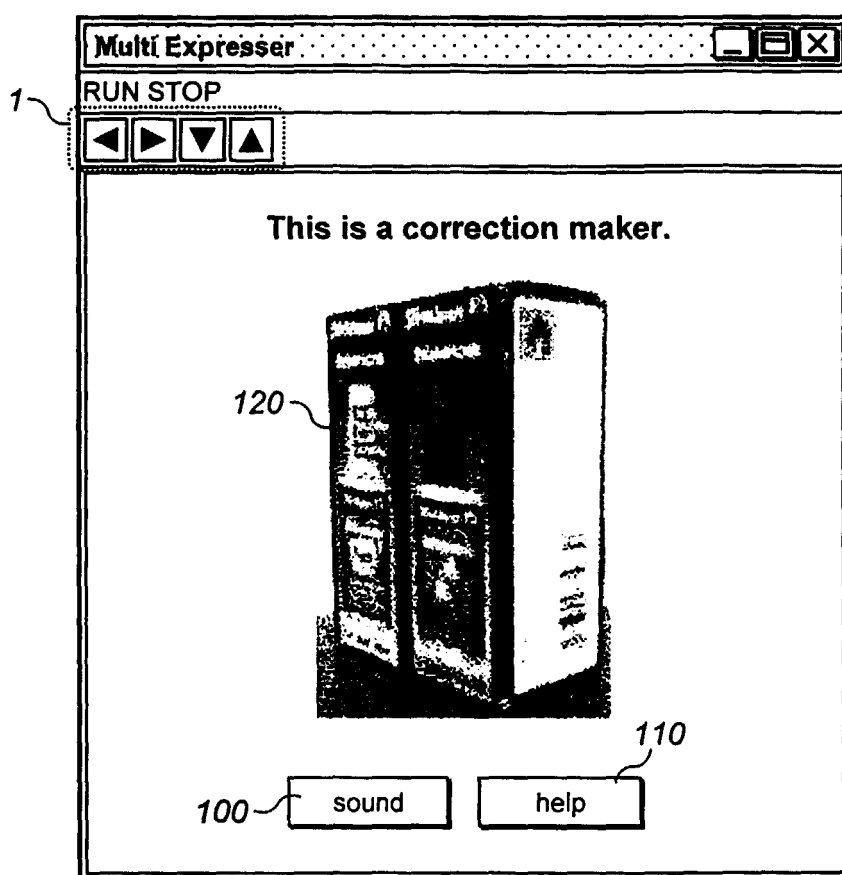 Multi Expresser
RUN STOP
1
This is a correction maker.
120
110
100
sound
help